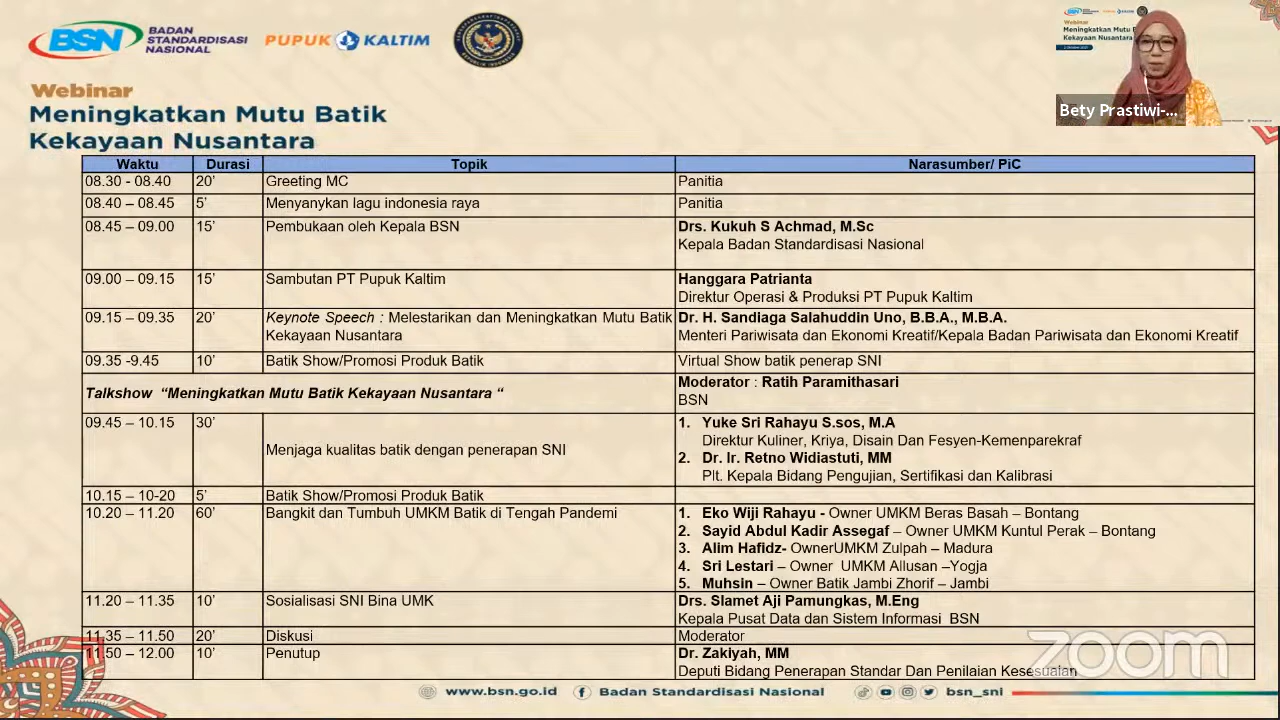 BSN BADAN
STANDARDISASI
NASIONAL
PUPUK KALTIM
Webinar
Meningkatkan Mutu Batik
Kekayaan Nusantara
Webinar
Meningkatkan Mutu
Kekayaan Nusantara
Bety Prastiwi-...
Waktu Durasi Topik Narasumber/ PiC
08.30 - 08.40 20’ Greeting MC Panitia
08.40 – 08.45 5’ Menyanykan lagu indonesia raya Panitia
08.45 – 09.00 15’ Pembukaan oleh Kepala BSN Drs. Kukuh S Achmad, M.Sc
Kepala Badan Standardisasi Nasional
09.00 – 09.15 15’ Sambutan PT Pupuk Kaltim Hanggara Patrianta
Direktur Operasi & Produksi PT Pupuk Kaltim
09.15 – 09.35 20’ Keynote Speech : Melestarikan dan Meningkatkan Mutu Batik Dr. H. Sandiaga Salahuddin Uno, B.B.A., M.B.A.
Kekayaan Nusantara Menteri Pariwisata dan Ekonomi Kreatif/Kepala Badan Pariwisata dan Ekonomi Kreatif
09.35 -9.45 10’ Batik Show/Promosi Produk Batik Virtual Show batik penerap SNI
Talkshow “Meningkatkan Mutu Batik Kekayaan Nusantara “ Moderator : Ratih Paramithasari
BSN
09.45 – 10.15 30’ Menjaga kualitas batik dengan penerapan SNI 1. Yuke Sri Rahayu S.sos, M.A
Direktur Kuliner, Kriya, Disain Dan Fesyen-Kemenparekraf
2. Dr. Ir. Retno Widiastuti, MM
Plt. Kepala Bidang Pengujian, Sertifikasi dan Kalibrasi
10.15 – 10-20 5’ Batik Show/Promosi Produk Batik
10.20 – 11.20 60’ Bangkit dan Tumbuh UMKM Batik di Tengah Pandemi 1. Eko Wiji Rahayu - Owner UMKM Beras Basah – Bontang
2. Sayid Abdul Kadir Assegaf – Owner UMKM Kuntul Perak – Bontang
3. Alim Hafidz- OwnerUMKM Zulpah – Madura
4. Sri Lestari – Owner UMKM Allusan –Yogja
5. Muhsin – Owner Batik Jambi Zhorif – Jambi
11.20 – 11.35 10’ Sosialisasi SNI Bina UMK Drs. Slamet Aji Pamungkas, M.Eng
Kepala Pusat Data dan Sistem Informasi BSN
11.35 – 11.50 20’ Diskusi Moderator
11.50 – 12.00 10’ Penutup Dr. Zakiyah, MM
Deputi Bidang Penerapan Standar Dan Penilaian Kesesuaian
zoom
www.bsn.go.id Badan Standardisasi Nasional bsn_sni